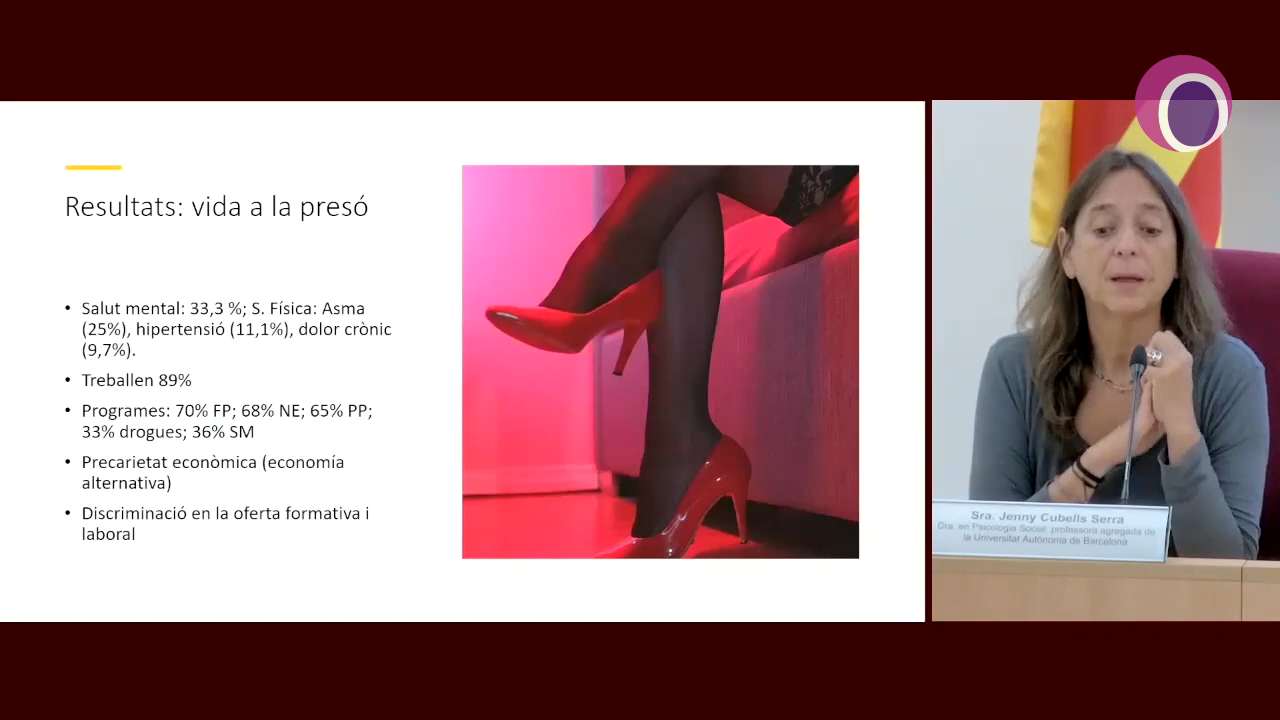 Resultats: vida a la presó
• Salut mental: 33,3 %; S. Física: Asma
(25%), hipertensió (11,1%), dolor crònic
(9,7%).
• Treballen 89%
• Programes: 70% FP; 68% NE; 65% PP;
33% drogues; 36% SM
• Precarietat econòmica (economía
alternativa)
• Discriminació en la oferta formativa i
laboral
Sra. Jenny Cubells Serra
Dra. en Psicologia Social; professora agregada de
la Universitat Autònoma de Barcelona